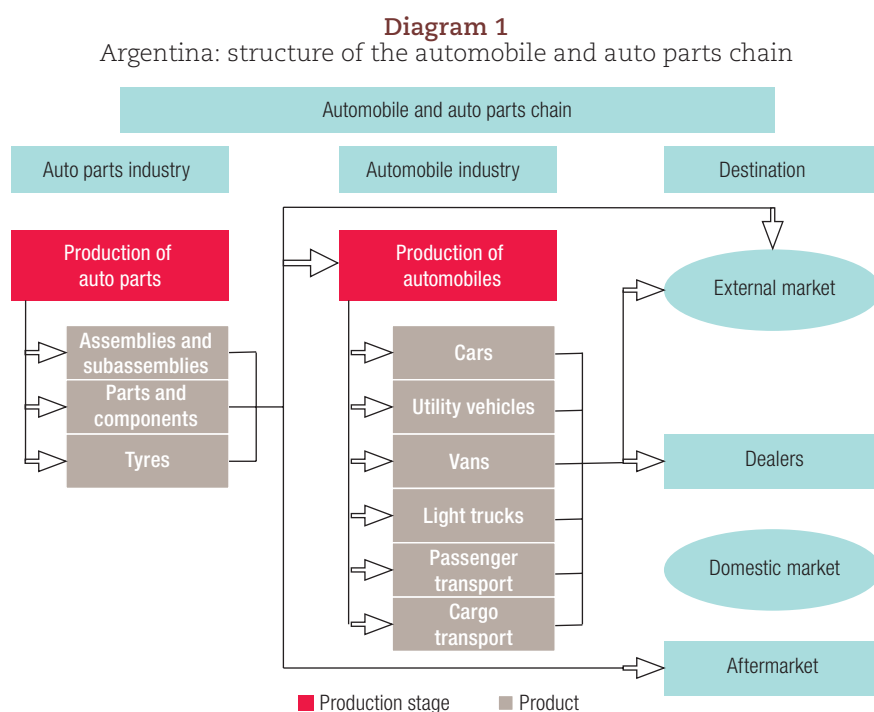 Diagram 1
Argentina: structure of the automobile and auto parts chain
Automobile and auto parts chain
Auto parts industry
Automobile industry
Destination
Production of
auto parts
Production of
automobiles
External market
Assemblies and
subassemblies
Parts and
components
Tyres
Cars
Utility vehicles
Vans
Light trucks
Passenger
transport
Cargo
transport
Dealers
Domestic market
Aftermarket
Production stage
Product